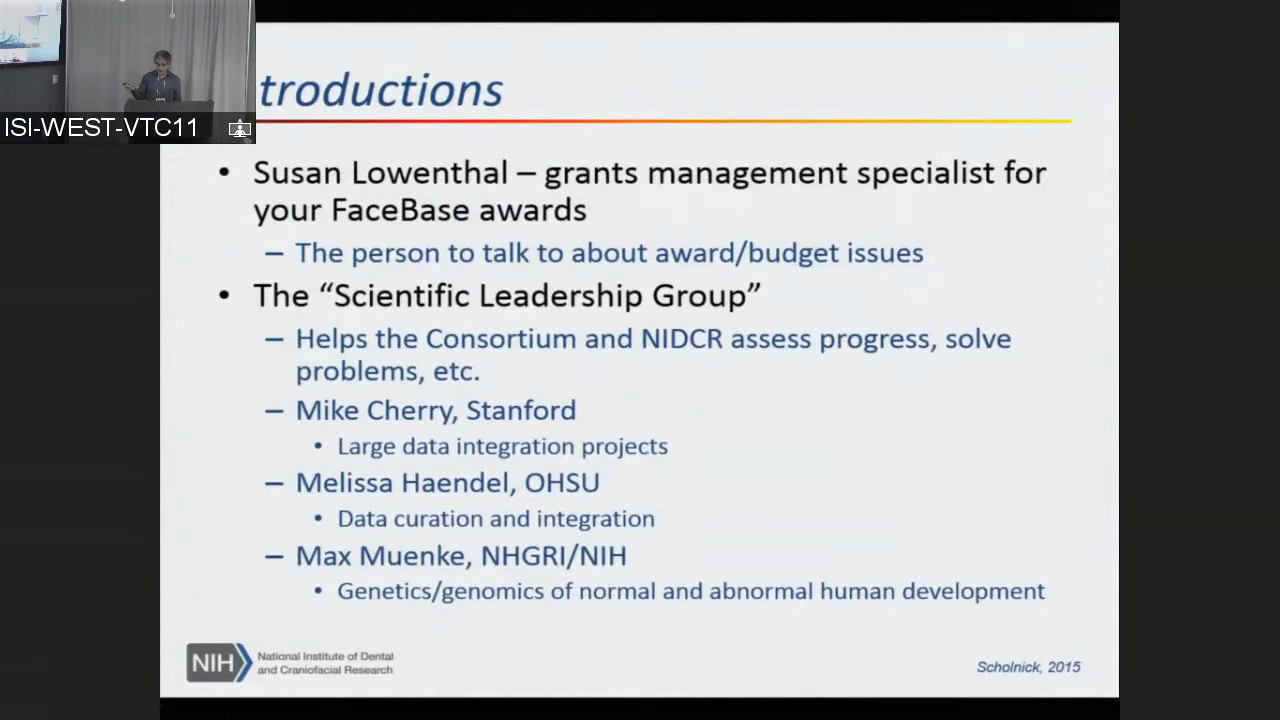 ISI-WEST-VTC11
troductions
• Susan Lowenthal – grants management specialist for
your FaceBase awards
– The person to talk to about award/budget issues
• The “Scientific Leadership Group”
– Helps the Consortium and NIDCR assess progress, solve
problems, etc.
– Mike Cherry, Stanford
• Large data integration projects
– Melissa Haendel, OHSU
• Data curation and integration
– Max Muenke, NHGRI/NIH
• Genetics/genomics of normal and abnormal human development
NIH
National Institute of Dental
and Craniofacial Research
Scholnick, 2015